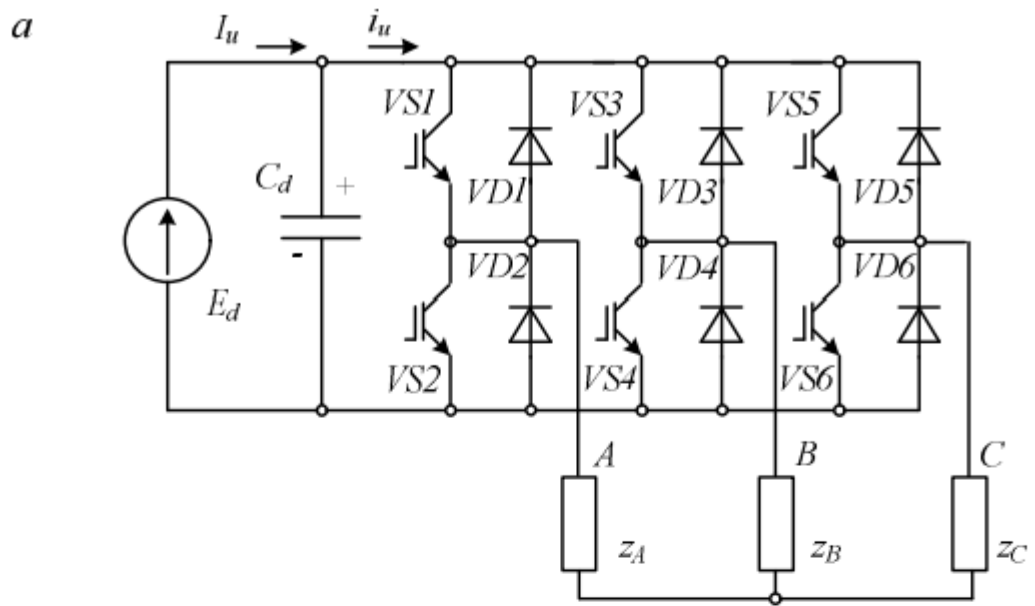 a
I_u i_u
VS1 VS3 VS5
C_d +
VD1 VD3 VD5
-
VD2 VD4 VD6
E_d
VS2 VS4 VS6
A B C
z_A z_B z_C